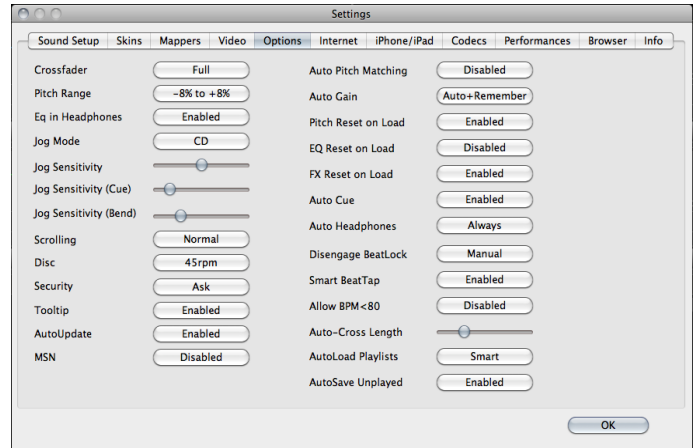 Settings
Sound Setup Skins Mappers Video Options Internet iPhone/iPad Codecs Performances Browser Info
Crossfader Full
Pitch Range -8% to +8%
Eq in Headphones Enabled
Jog Mode CD
Jog Sensitivity
Jog Sensitivity (Cue)
Jog Sensitivity (Bend)
Scrolling Normal
Disc 45rpm
Security Ask
Tooltip Enabled
AutoUpdate Enabled
MSN Disabled
Auto Pitch Matching Disabled
Auto Gain Auto+Remember
Pitch Reset on Load Enabled
EQ Reset on Load Disabled
FX Reset on Load Enabled
Auto Cue Enabled
Auto Headphones Always
Disengage BeatLock Manual
Smart BeatTap Enabled
Allow BPM<80 Disabled
Auto-Cross Length
AutoLoad Playlists Smart
AutoSave Unplayed Enabled
OK